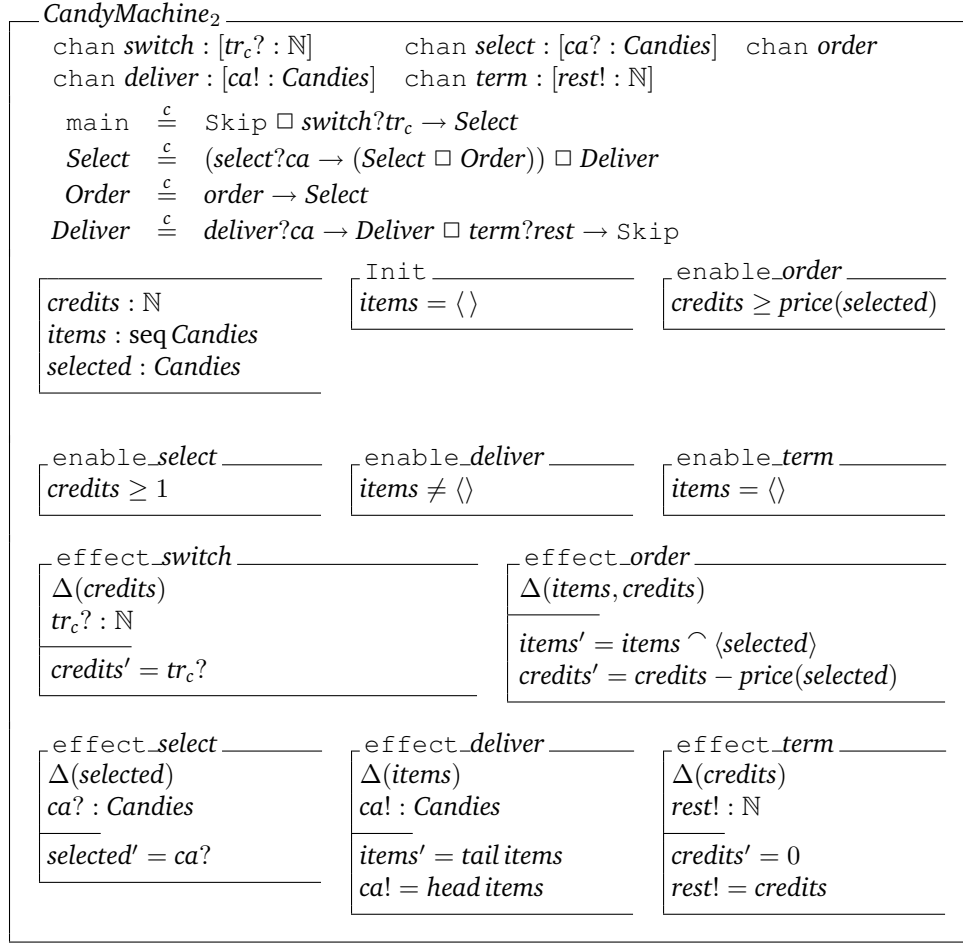 CandyMachine₂
chan switch : [tr_c? : ℕ] chan select : [ca? : Candies] chan order
chan deliver : [ca! : Candies] chan term : [rest! : ℕ]
main ≙ᶜ Skip □ switch?tr_c → Select
Select ≙ᶜ (select?ca → (Select □ Order)) □ Deliver
Order ≙ᶜ order → Select
Deliver ≙ᶜ deliver?ca → Deliver □ term?rest → Skip
credits : ℕ
items : seq Candies
selected : Candies
Init
items = ⟨ ⟩
enable_order
credits ≥ price(selected)
enable_select
credits ≥ 1
enable_deliver
items ≠ ⟨⟩
enable_term
items = ⟨⟩
effect_switch
Δ(credits)
tr_c? : ℕ
credits′ = tr_c?
effect_order
Δ(items, credits)
items′ = items ⌢ ⟨selected⟩
credits′ = credits − price(selected)
effect_select
Δ(selected)
ca? : Candies
selected′ = ca?
effect_deliver
Δ(items)
ca! : Candies
items′ = tail items
ca! = head items
effect_term
Δ(credits)
rest! : ℕ
credits′ = 0
rest! = credits